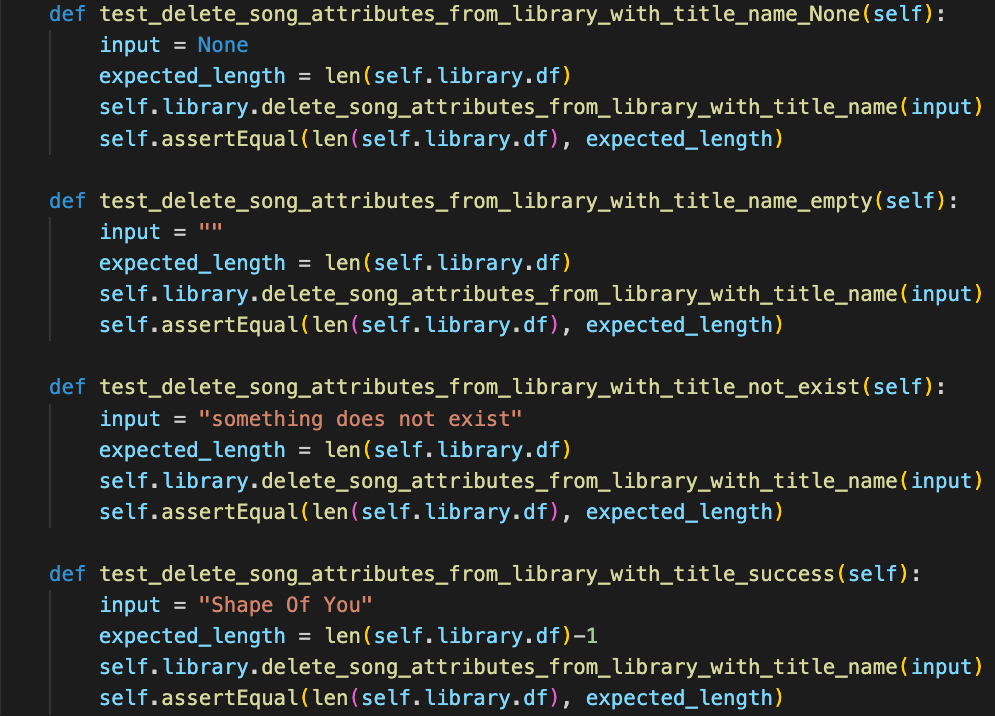 def test_delete_song_attributes_from_library_with_title_name_None(self):
    input = None
    expected_length = len(self.library.df)
    self.library.delete_song_attributes_from_library_with_title_name(input)
    self.assertEqual(len(self.library.df), expected_length)

def test_delete_song_attributes_from_library_with_title_name_empty(self):
    input = ""
    expected_length = len(self.library.df)
    self.library.delete_song_attributes_from_library_with_title_name(input)
    self.assertEqual(len(self.library.df), expected_length)

def test_delete_song_attributes_from_library_with_title_not_exist(self):
    input = "something does not exist"
    expected_length = len(self.library.df)
    self.library.delete_song_attributes_from_library_with_title_name(input)
    self.assertEqual(len(self.library.df), expected_length)

def test_delete_song_attributes_from_library_with_title_success(self):
    input = "Shape Of You"
    expected_length = len(self.library.df)-1
    self.library.delete_song_attributes_from_library_with_title_name(input)
    self.assertEqual(len(self.library.df), expected_length)